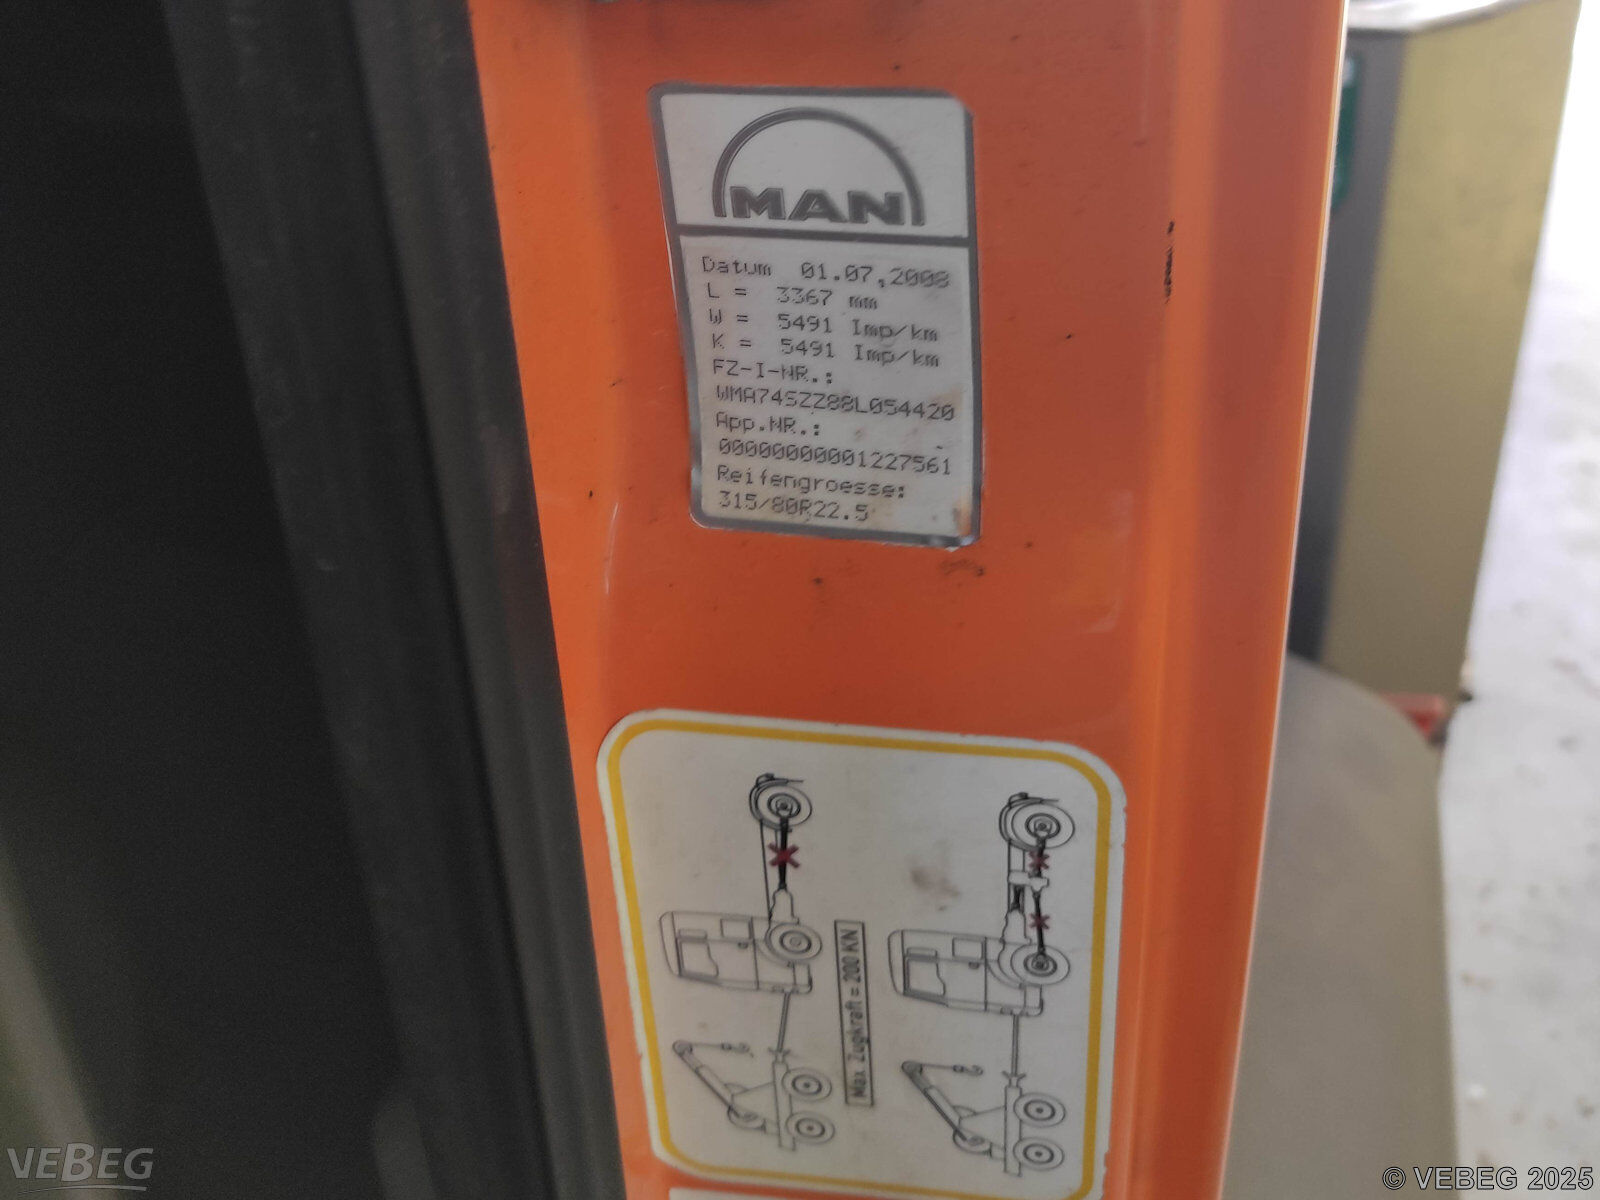 MAN
Datum 01.07.2008
L = 3367 mm
W = 5491 Imp/km
K = 5491 Imp/km
FZ-I-NR.:
WMA74SZZ88L054420
App.NR.:
00000000001227561
Reifengroesse:
315/80R22.5
Max. Zugkraft = 200 KN
VEBEG
© VEBEG 2025